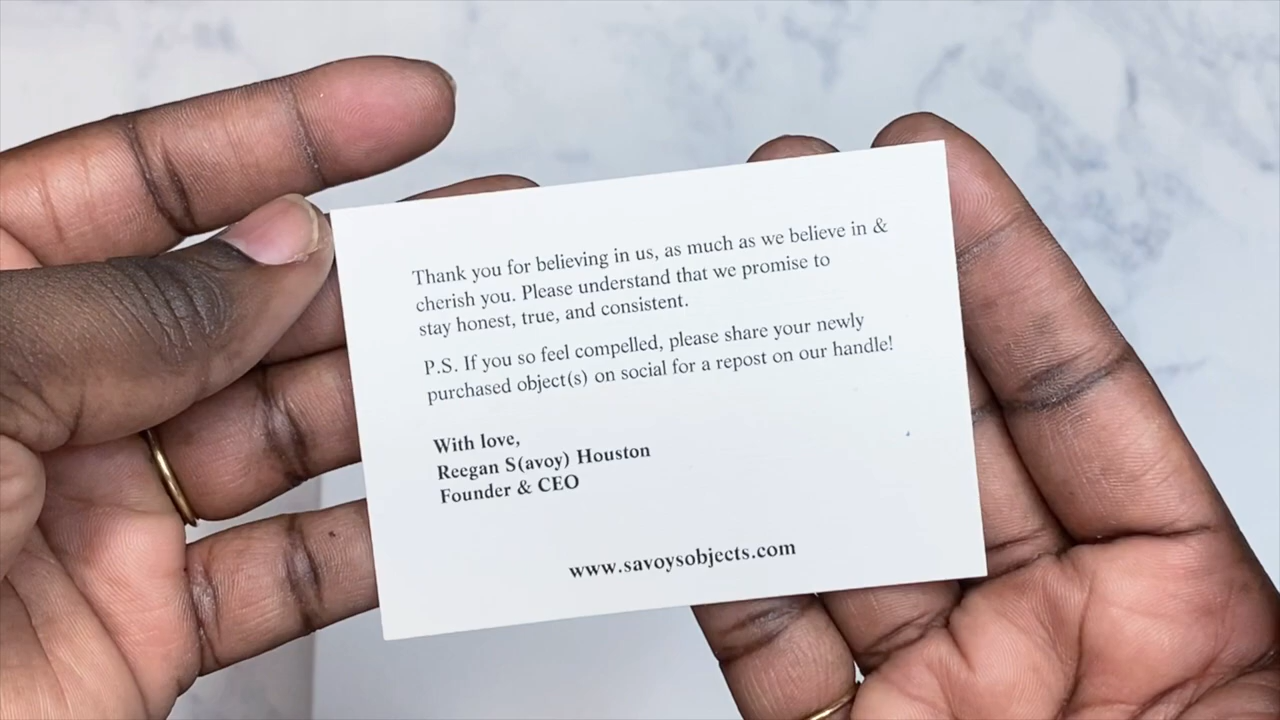 Thank you for believing in us, as much as we believe in &
cherish you. Please understand that we promise to
stay honest, true, and consistent.
P.S. If you so feel compelled, please share your newly
purchased object(s) on social for a repost on our handle!
With love,
Reegan S(avoy) Houston
Founder & CEO
www.savoysobjects.com